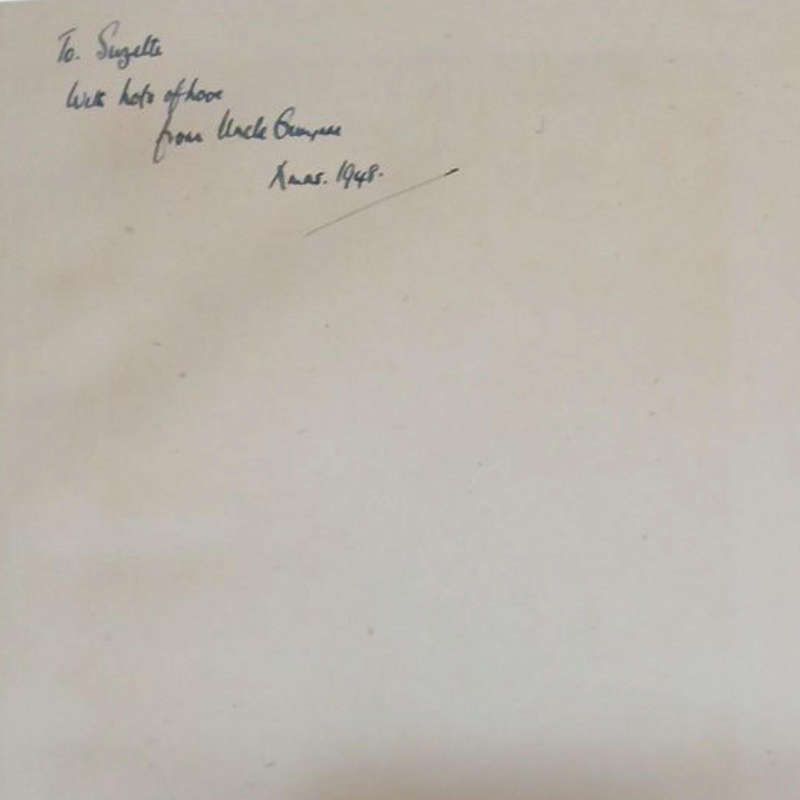 To. Suzette
With lots of love
from Uncle
Xmas. 1948.